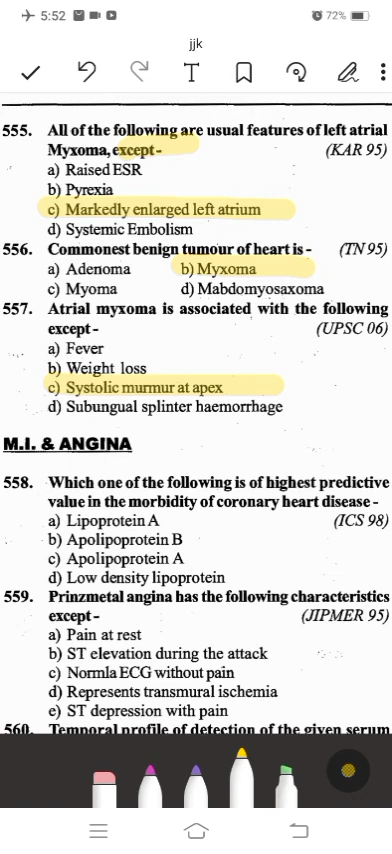 5:52
72%
jjk
T
555. All of the following are usual features of left atrial
Myxoma, except- (KAR 95)
a) Raised ESR
b) Pyrexia
c) Markedly enlarged left atrium
d) Systemic Embolism
556. Commonest benign tumour of heart is - (TN 95)
a) Adenoma b) Myxoma
c) Myoma d) Mabdomyosaxoma
557. Atrial myxoma is associated with the following
except - (UPSC 06)
a) Fever
b) Weight loss
c) Systolic murmur at apex
d) Subungual splinter haemorrhage
M.I. & ANGINA
558. Which one of the following is of highest predictive
value in the morbidity of coronary heart disease -
a) Lipoprotein A (ICS 98)
b) Apolipoprotein B
c) Apolipoprotein A
d) Low density lipoprotein
559. Prinzmetal angina has the following characteristics
except - (JIPMER 95)
a) Pain at rest
b) ST elevation during the attack
c) Normla ECG without pain
d) Represents transmural ischemia
e) ST depression with pain
560. Temporal profile of detection of the given serum